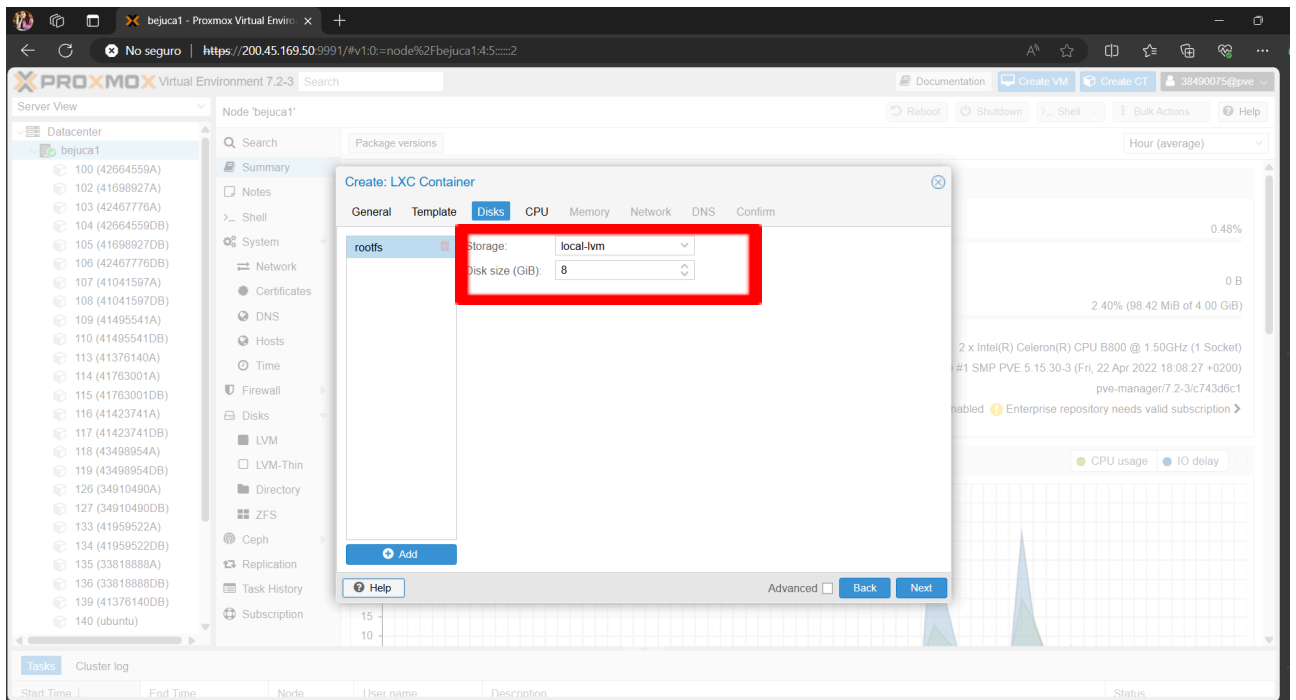 bejuca1 - Proxmox Virtual Enviro
No seguro https://200.45.169.50:9991/#v1:0:=node%2Fbejuca1:4:5::::::2
PROXMOX Virtual Environment 7.2-3 Search Documentation Create VM Create CT 38490075@pve
Server View Node 'bejuca1' Reboot Shutdown >_ Shell Bulk Actions Help
Datacenter
bejuca1
100 (42664559A)
102 (41698927A)
103 (42467776A)
104 (42664559DB)
105 (41698927DB)
106 (42467776DB)
107 (41041597A)
108 (41041597DB)
109 (41495541A)
110 (41495541DB)
113 (41376140A)
114 (41763001A)
115 (41763001DB)
116 (41423741A)
117 (41423741DB)
118 (43498954A)
119 (43498954DB)
126 (34910490A)
127 (34910490DB)
133 (41959522A)
134 (41959522DB)
135 (33818888A)
136 (33818888DB)
139 (41376140DB)
140 (ubuntu)
Search
Summary
Notes
>_ Shell
System
Network
Certificates
DNS
Hosts
Time
Firewall
Disks
LVM
LVM-Thin
Directory
ZFS
Ceph
Replication
Task History
Subscription
Package versions Hour (average)
Create: LXC Container
General Template Disks CPU Memory Network DNS Confirm
rootfs
Storage: local-lvm
Disk size (GiB): 8
Add
Help Advanced Back Next
0.48%
0 B
2.40% (98.42 MiB of 4.00 GiB)
2 x Intel(R) Celeron(R) CPU B800 @ 1.50GHz (1 Socket)
#1 SMP PVE 5.15.30-3 (Fri, 22 Apr 2022 18:08:27 +0200)
pve-manager/7.2-3/c743d6c1
nabled Enterprise repository needs valid subscription
CPU usage IO delay
15
10
Tasks Cluster log
Start Time End Time Node User name Description Status